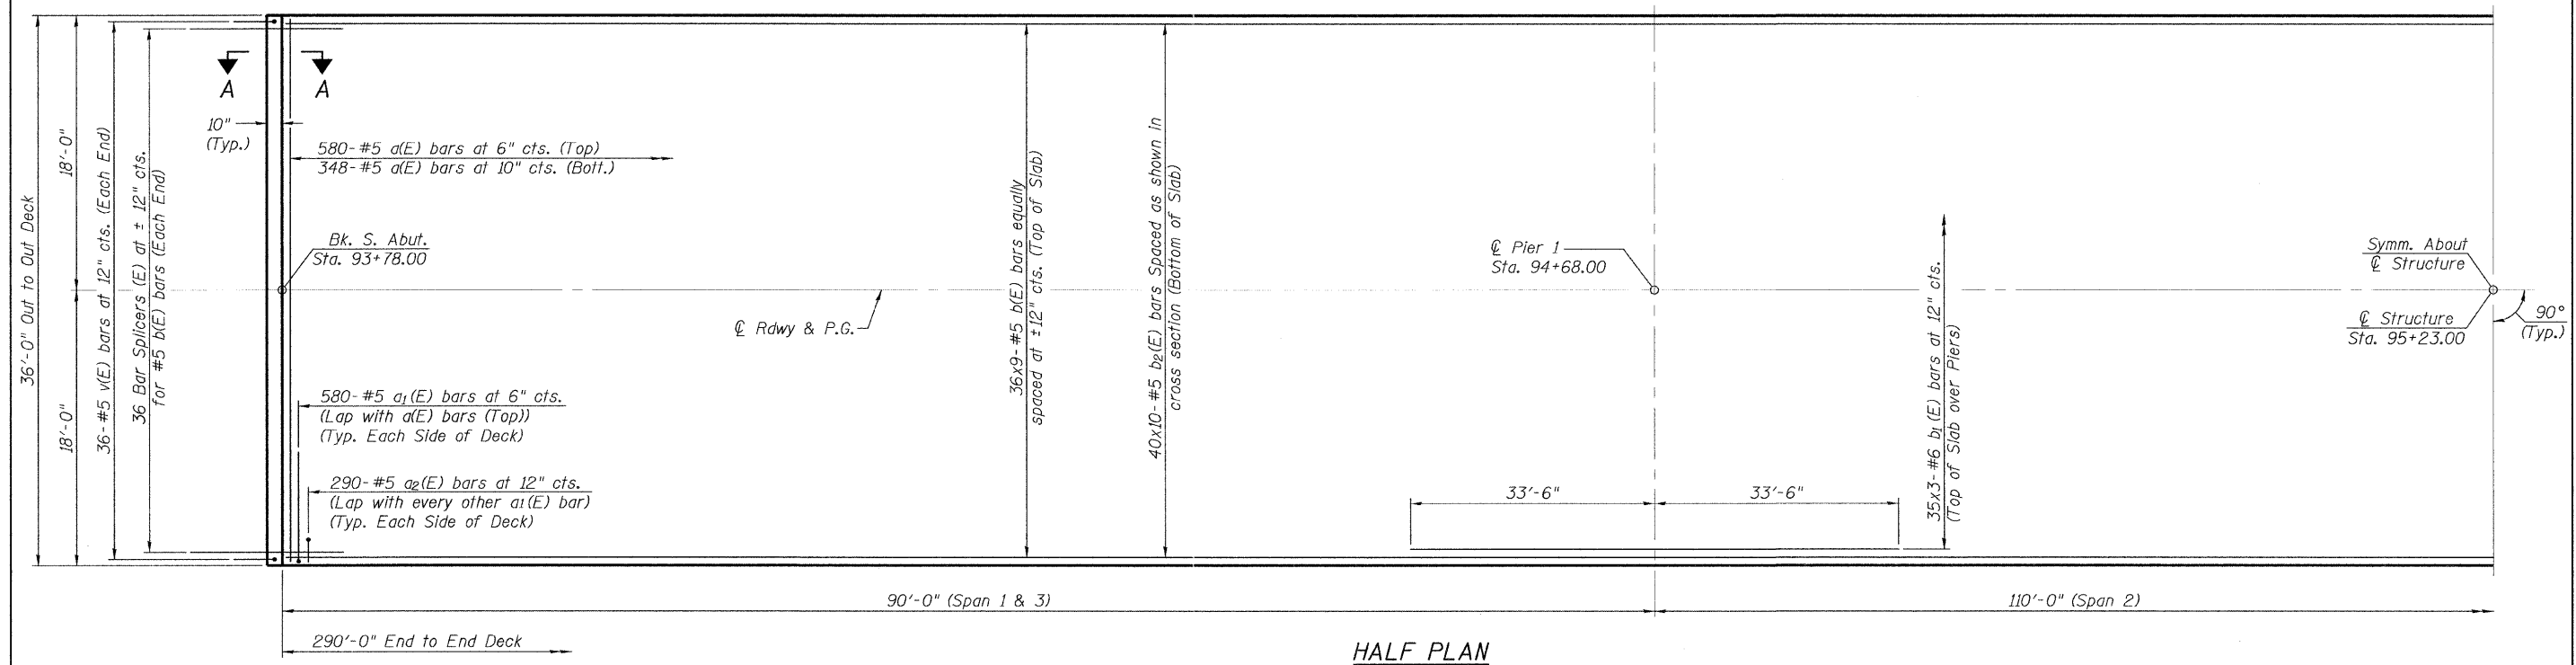 36'-0" Out to Out Deck
18'-0"
18'-0"
36-#5 v(E) bars at 12" cts. (Each End)
36 Bar Splicers (E) at ± 12" cts.
for #5 b(E) bars (Each End)
A
A
10"
(Typ.)
580-#5 a(E) bars at 6" cts. (Top)
348-#5 a(E) bars at 10" cts. (Bott.)
Bk. S. Abut.
Sta. 93+78.00
℄ Rdwy & P.G.
580-#5 a1(E) bars at 6" cts.
(Lap with a(E) bars (Top))
(Typ. Each Side of Deck)
290-#5 a2(E) bars at 12" cts.
(Lap with every other a1(E) bar)
(Typ. Each Side of Deck)
36x9-#5 b(E) bars equally
spaced at ±12" cts. (Top of Slab)
40x10-#5 b2(E) bars Spaced as shown in
cross section (Bottom of Slab)
℄ Pier 1
Sta. 94+68.00
33'-6"
33'-6"
35x3-#6 b1(E) bars at 12" cts.
(Top of Slab over Piers)
Symm. About
℄ Structure
℄ Structure
Sta. 95+23.00
90°
(Typ.)
90'-0" (Span 1 & 3)
110'-0" (Span 2)
290'-0" End to End Deck
HALF PLAN